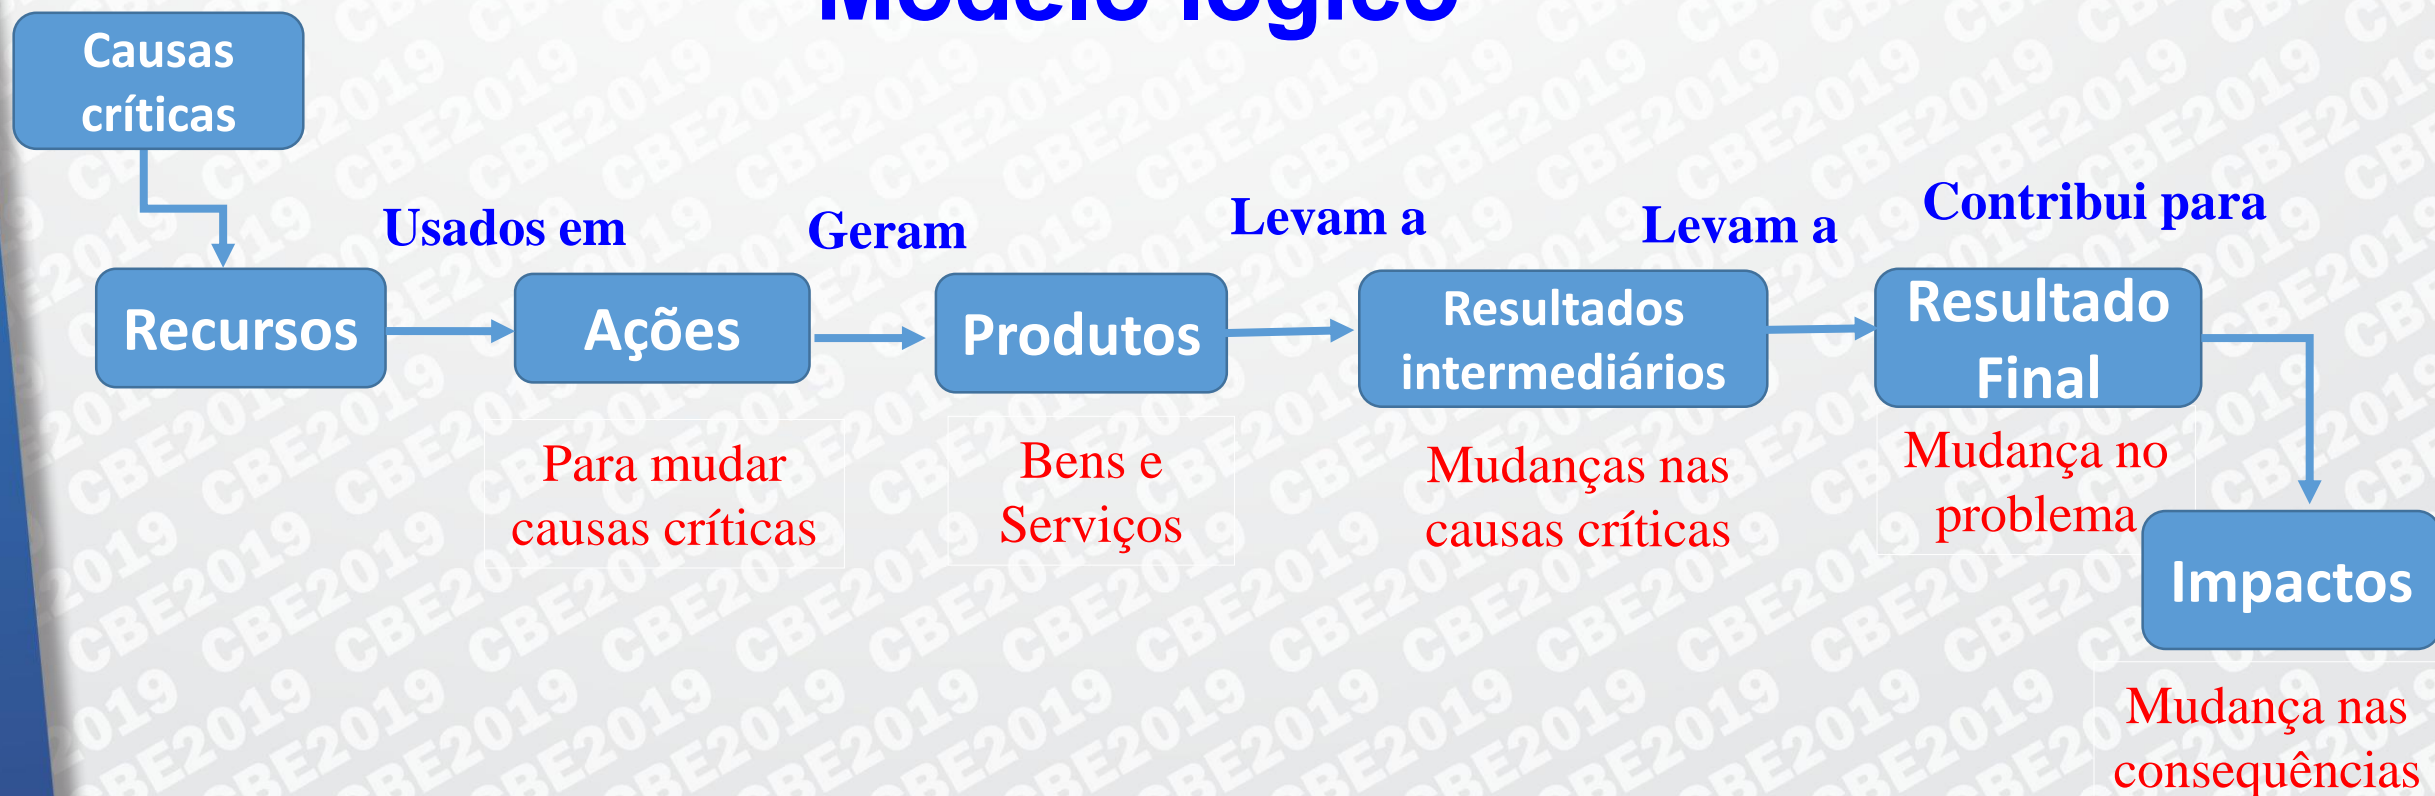 Modelo lógico
Causas
críticas
Usados em
Geram
Levam a
Levam a
Contribui para
Recursos
Ações
Produtos
Resultados
intermediários
Resultado
Final
Para mudar
causas críticas
Bens e
Serviços
Mudanças nas
causas críticas
Mudança no
problema
Impactos
Mudança nas
consequências
CBE2019